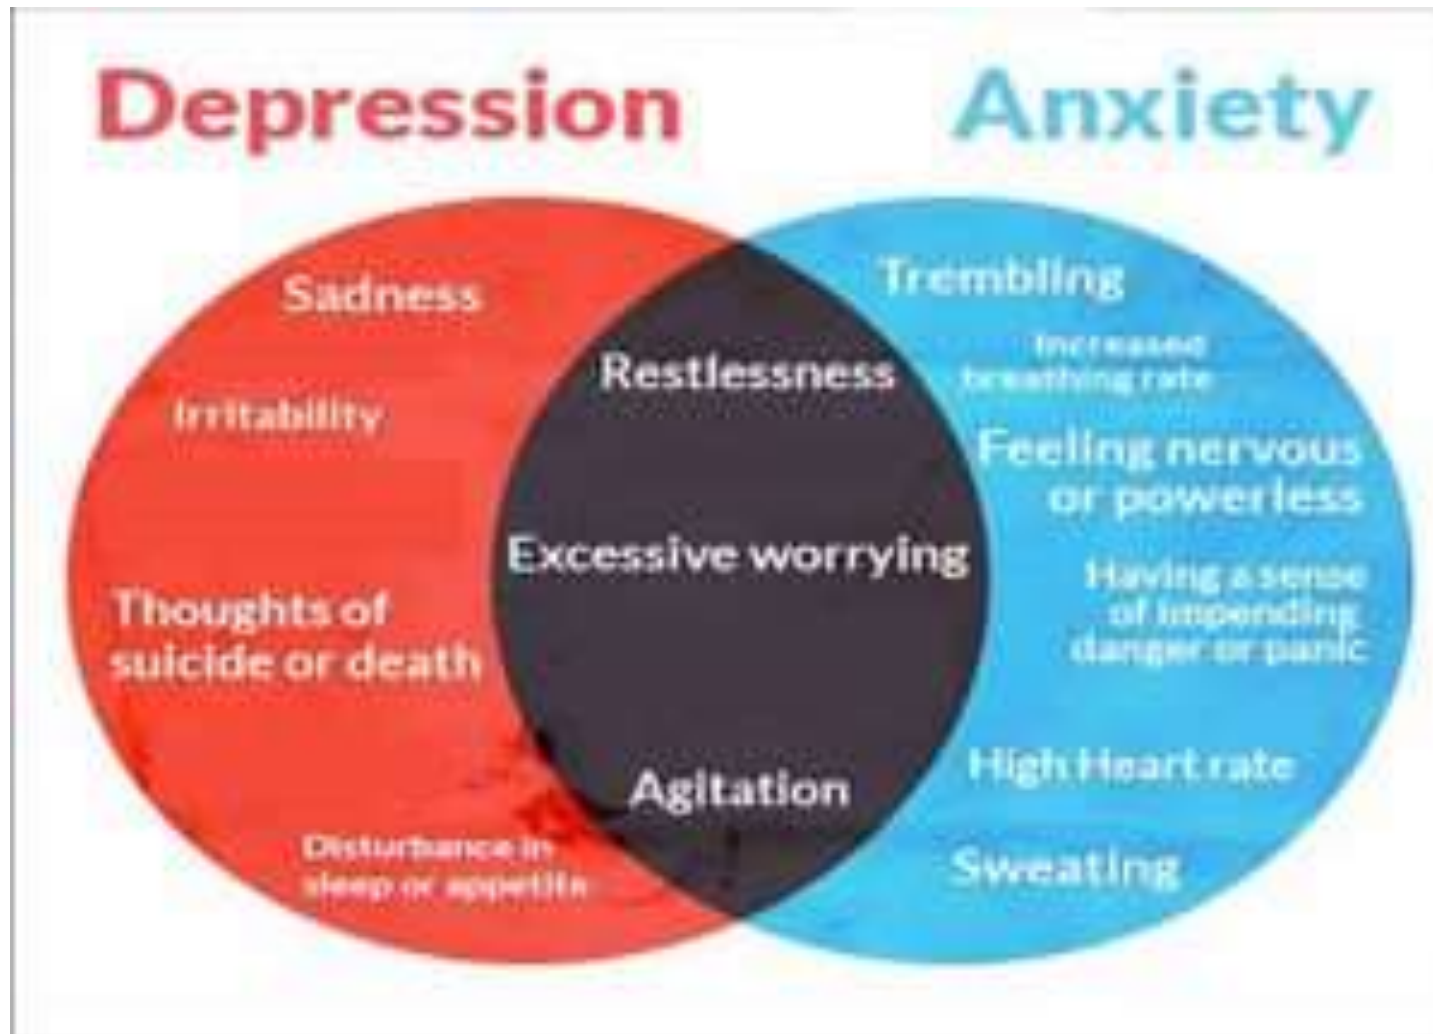 Depression
Anxiety
Sadness
Irritability
Thoughts of
suicide or death
Disturbance in
sleep or appetite
Restlessness
Excessive worrying
Agitation
Trembling
Increased
breathing rate
Feeling nervous
or powerless
Having a sense
of impending
danger or panic
High Heart rate
Sweating